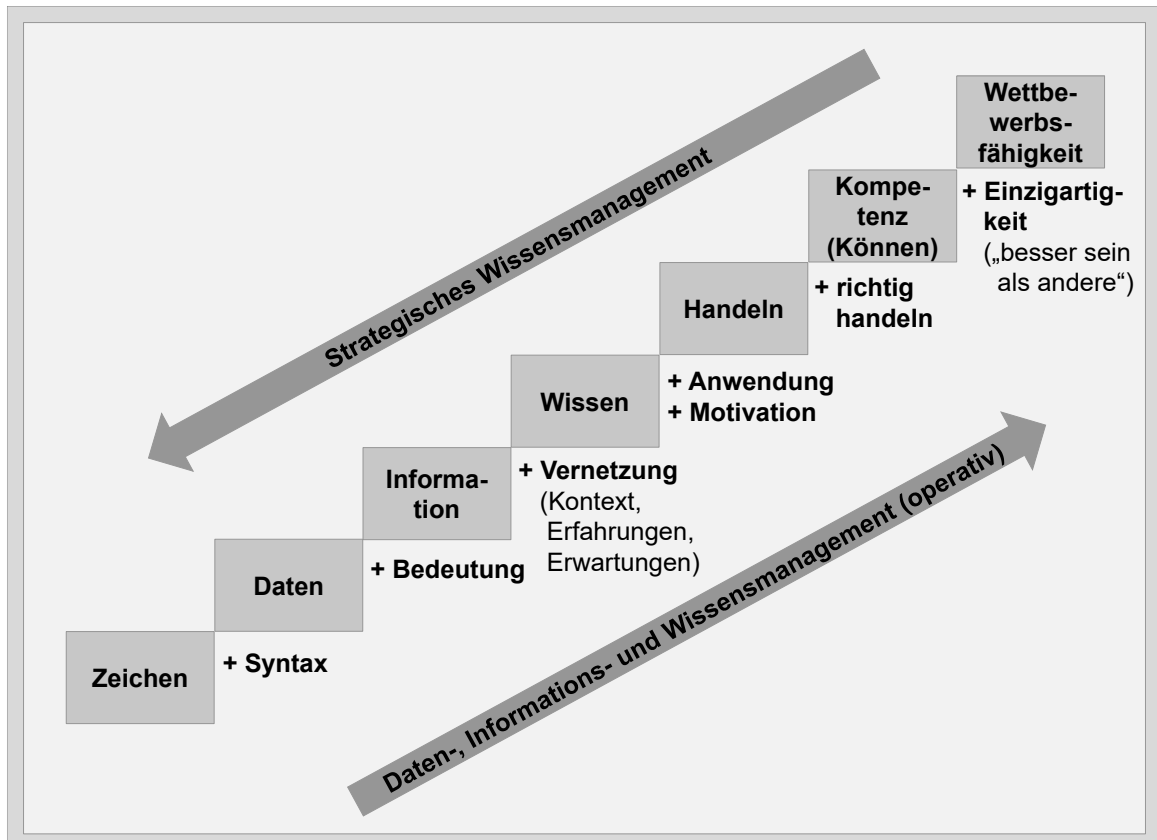 Wettbe-
werbs-
fähigkeit
Strategisches Wissensmanagement
Kompe-
tenz
(Können)
+ Einzigartig-
keit
(„besser sein
als andere“)
Handeln
+ richtig
handeln
Wissen
+ Anwendung
+ Motivation
Informa-
tion
+ Vernetzung
(Kontext,
Erfahrungen,
Erwartungen)
Daten-, Informations- und Wissensmanagement (operativ)
Daten
+ Bedeutung
Zeichen
+ Syntax